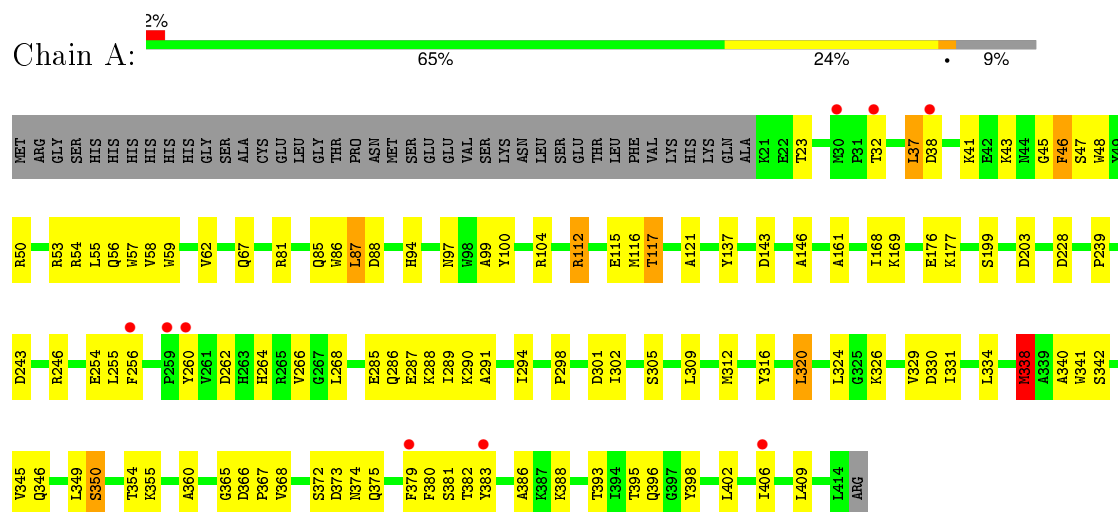 2%
Chain A:
65% 24% • 9%
MET ARG GLY SER HIS HIS HIS HIS HIS HIS GLY SER ALA CYS GLU LEU GLY THR PRO ASN MET SER GLU GLU VAL SER LYS ASN LEU SER GLU THR LEU PHE VAL LYS HIS LYS GLN ALA K21 E22 T23 M30 P31 T32 L37 D38 K41 E42 K43 N44 G45 F46 S47 W48 Y49
R50 R53 R54 L55 Q56 W57 V58 W59 V62 Q67 R81 Q85 W86 L87 D88 H94 N97 W98 A99 Y100 R104 R112 E115 M116 T117 A121 Y137 D143 A146 A161 I168 K169 E176 K177 S199 D203 D228 P239
D243 R246 E254 L255 F256 P259 Y260 V261 D262 H263 H264 R265 V266 G267 L268 E285 Q286 E287 K288 I289 K290 A291 I294 P298 D301 I302 S305 L309 M312 Y316 L320 L324 G325 K326 V329 D330 I331 L334 M338 A339 A340 W341 S342
V345 Q346 L349 S350 T354 K355 A360 G365 D366 P367 V368 S372 D373 N374 Q375 F379 F380 S381 T382 Y383 A386 K387 K388 T393 I394 T395 Q396 G397 Y398 L402 I406 L409 L414 ARG